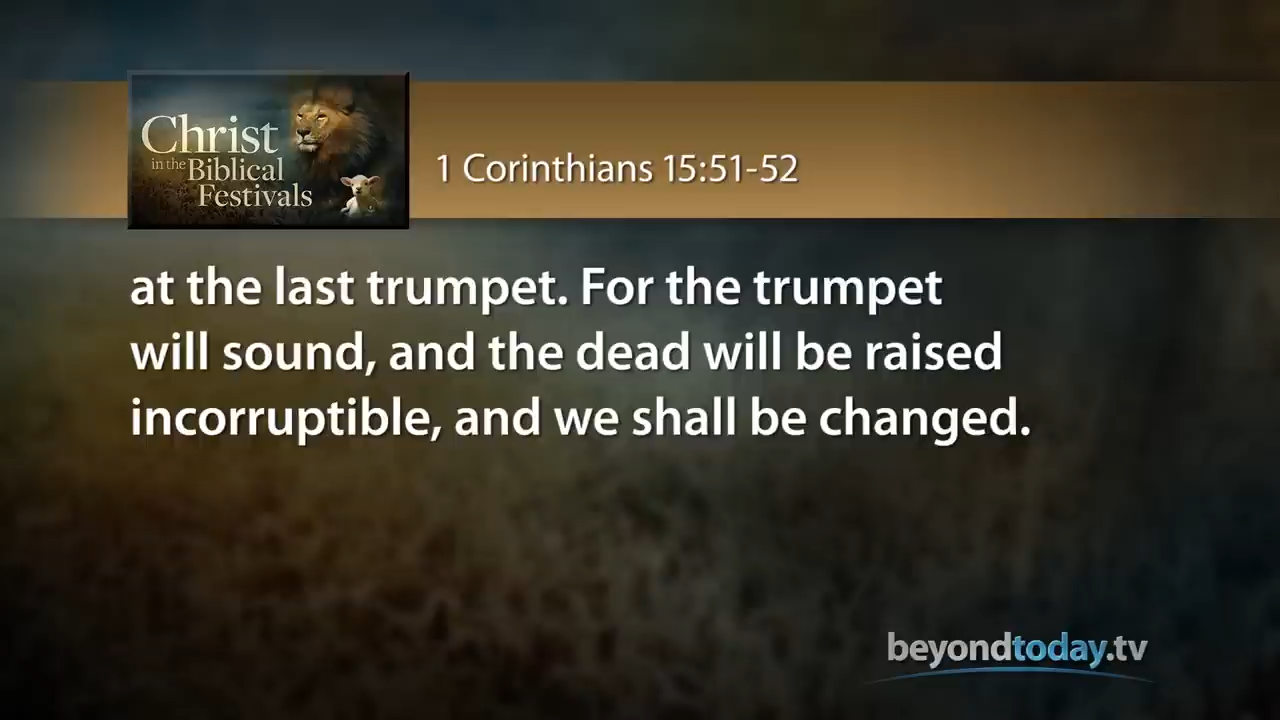 Christ
in the Biblical
Festivals
1 Corinthians 15:51-52
at the last trumpet. For the trumpet
will sound, and the dead will be raised
incorruptible, and we shall be changed.
beyondtoday.tv